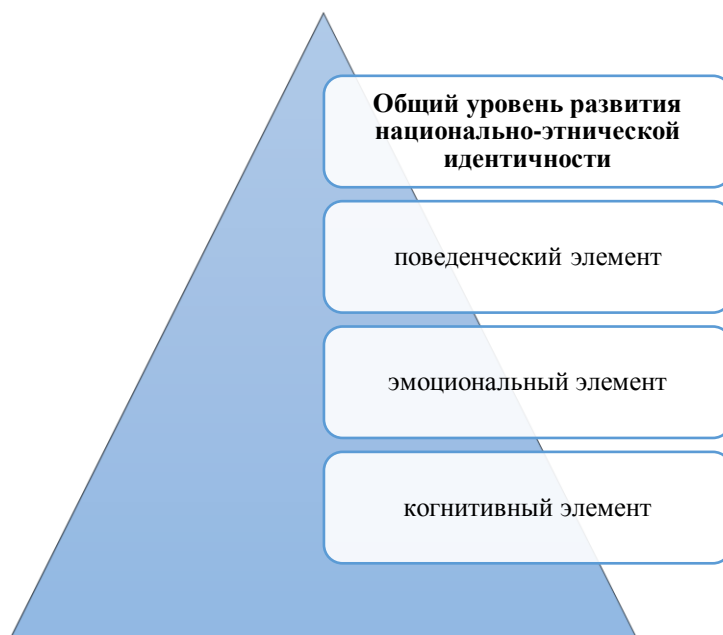 Общий уровень развития
национально-этнической
идентичности
поведенческий элемент
эмоциональный элемент
когнитивный элемент